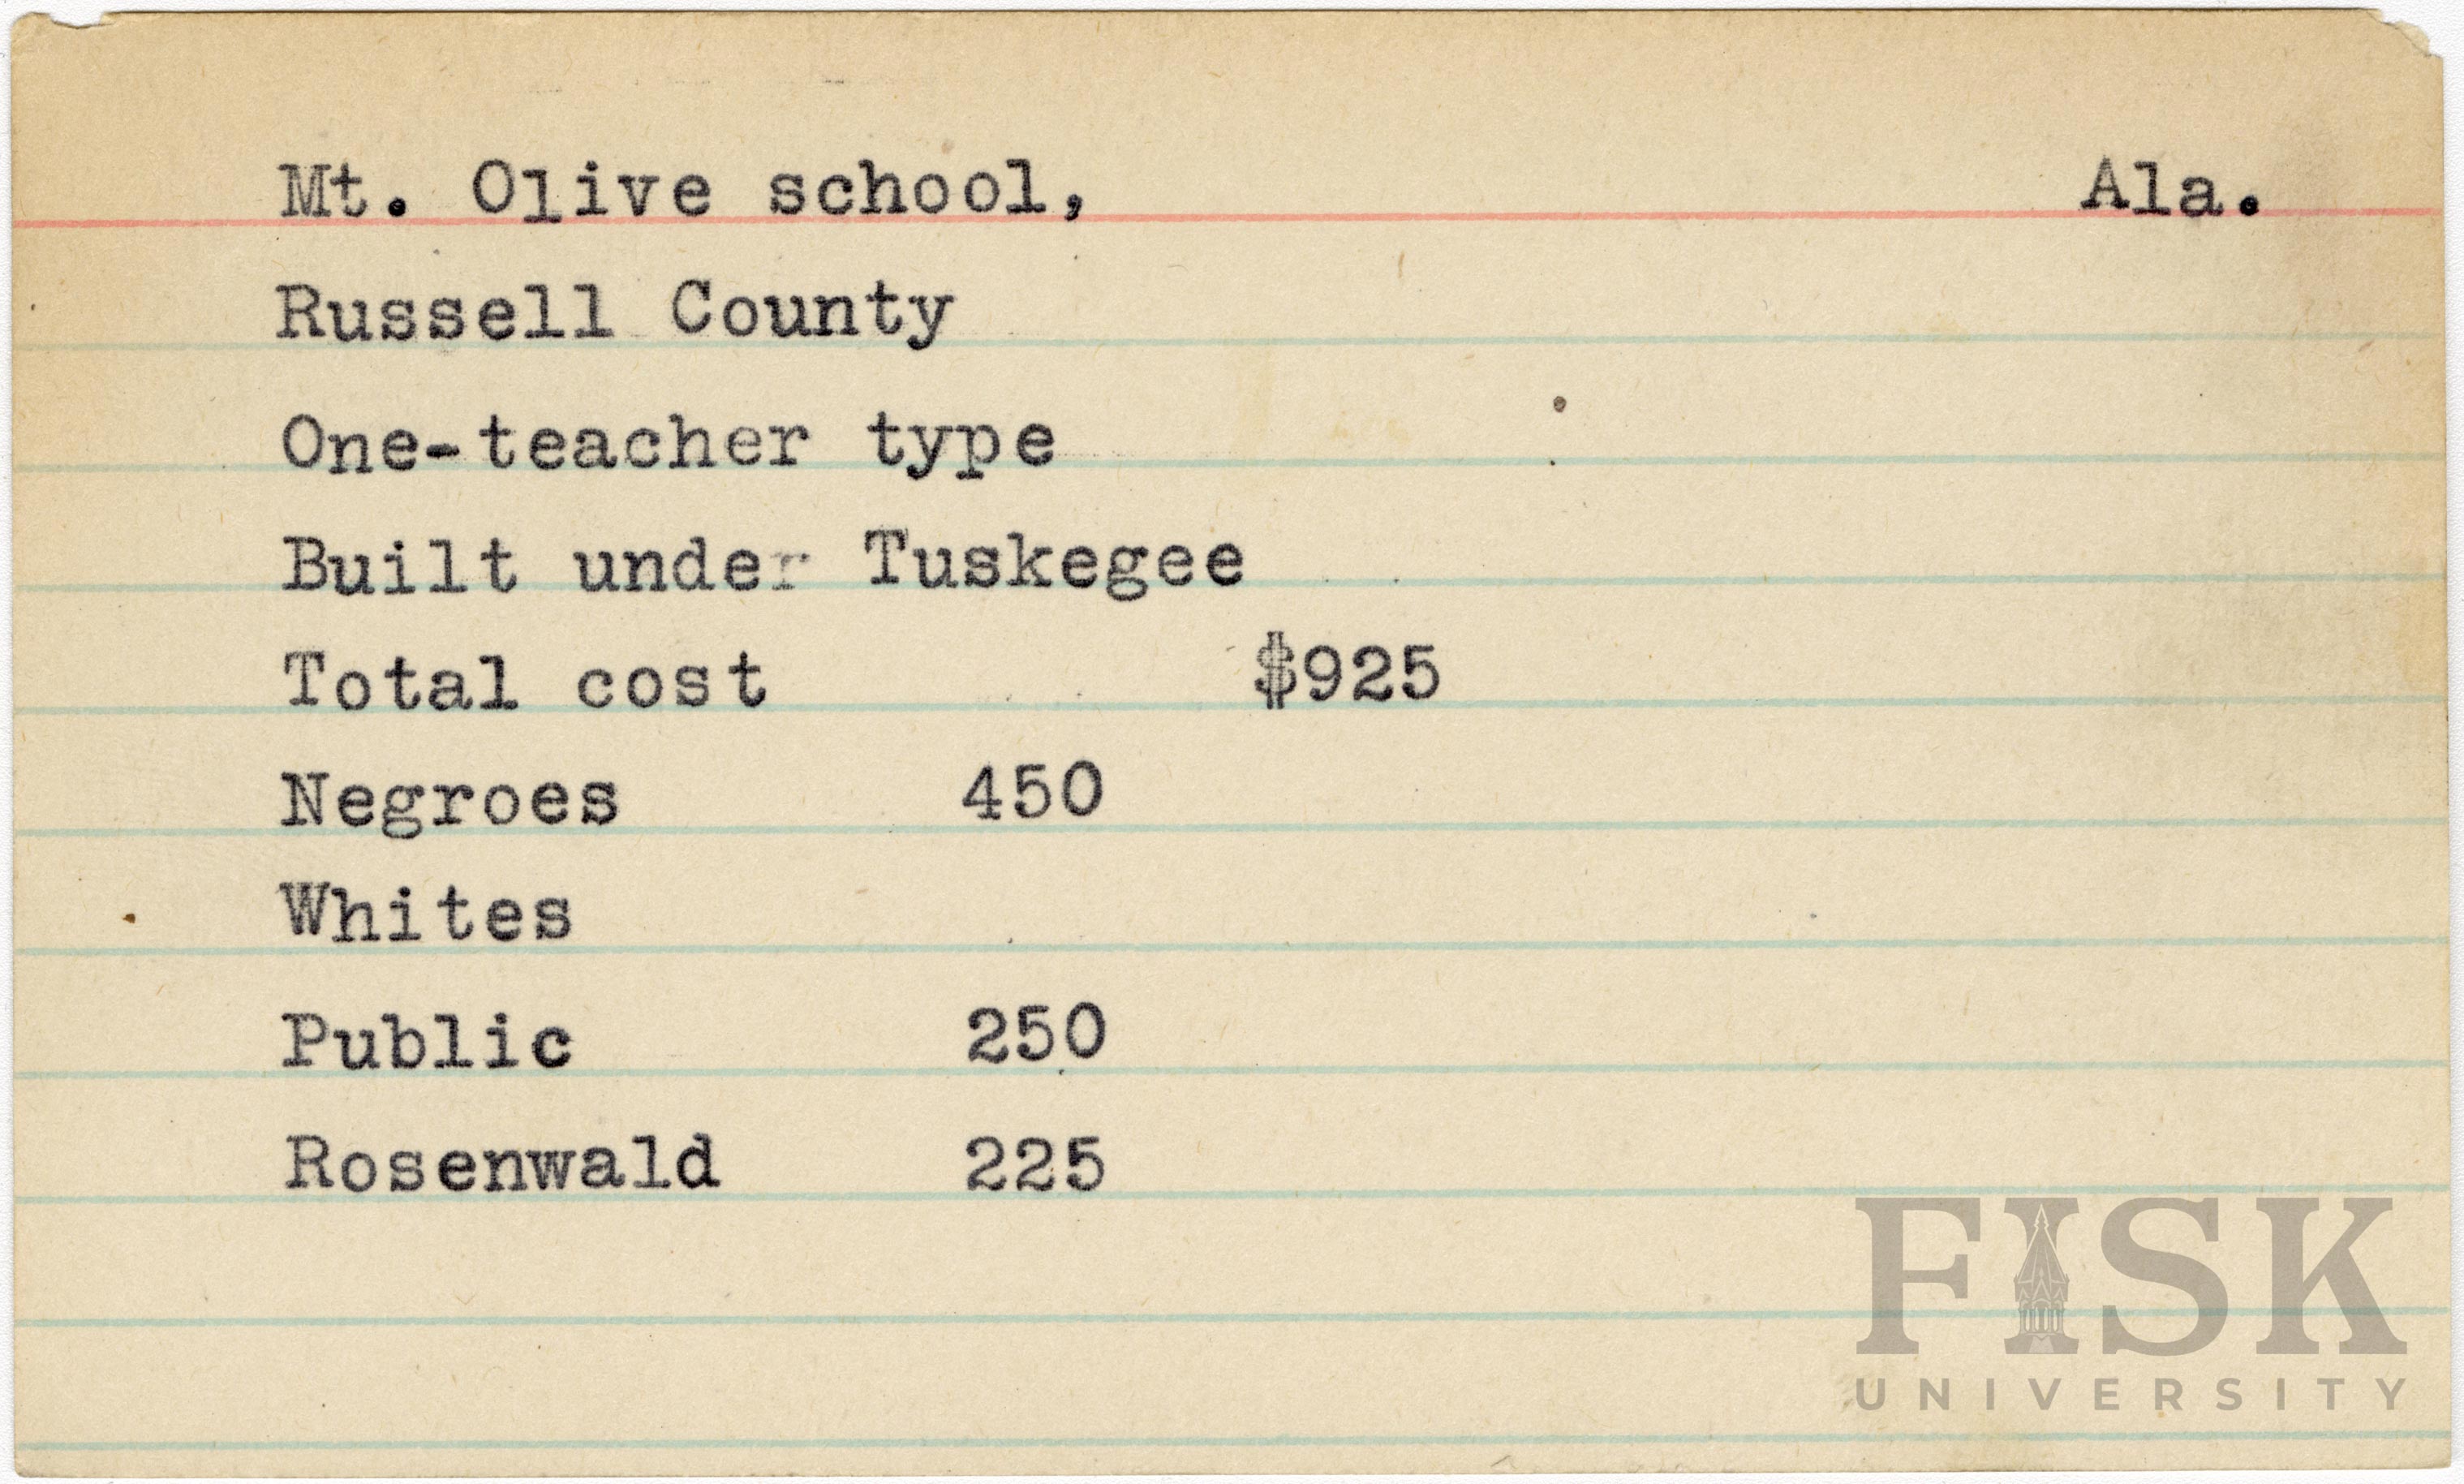 Mt. Olive school, Ala.
Russell County
One-teacher type
Built under Tuskegee
Total cost $925
Negroes 450
Whites
Public 250
Rosenwald 225
FISK
UNIVERSITY